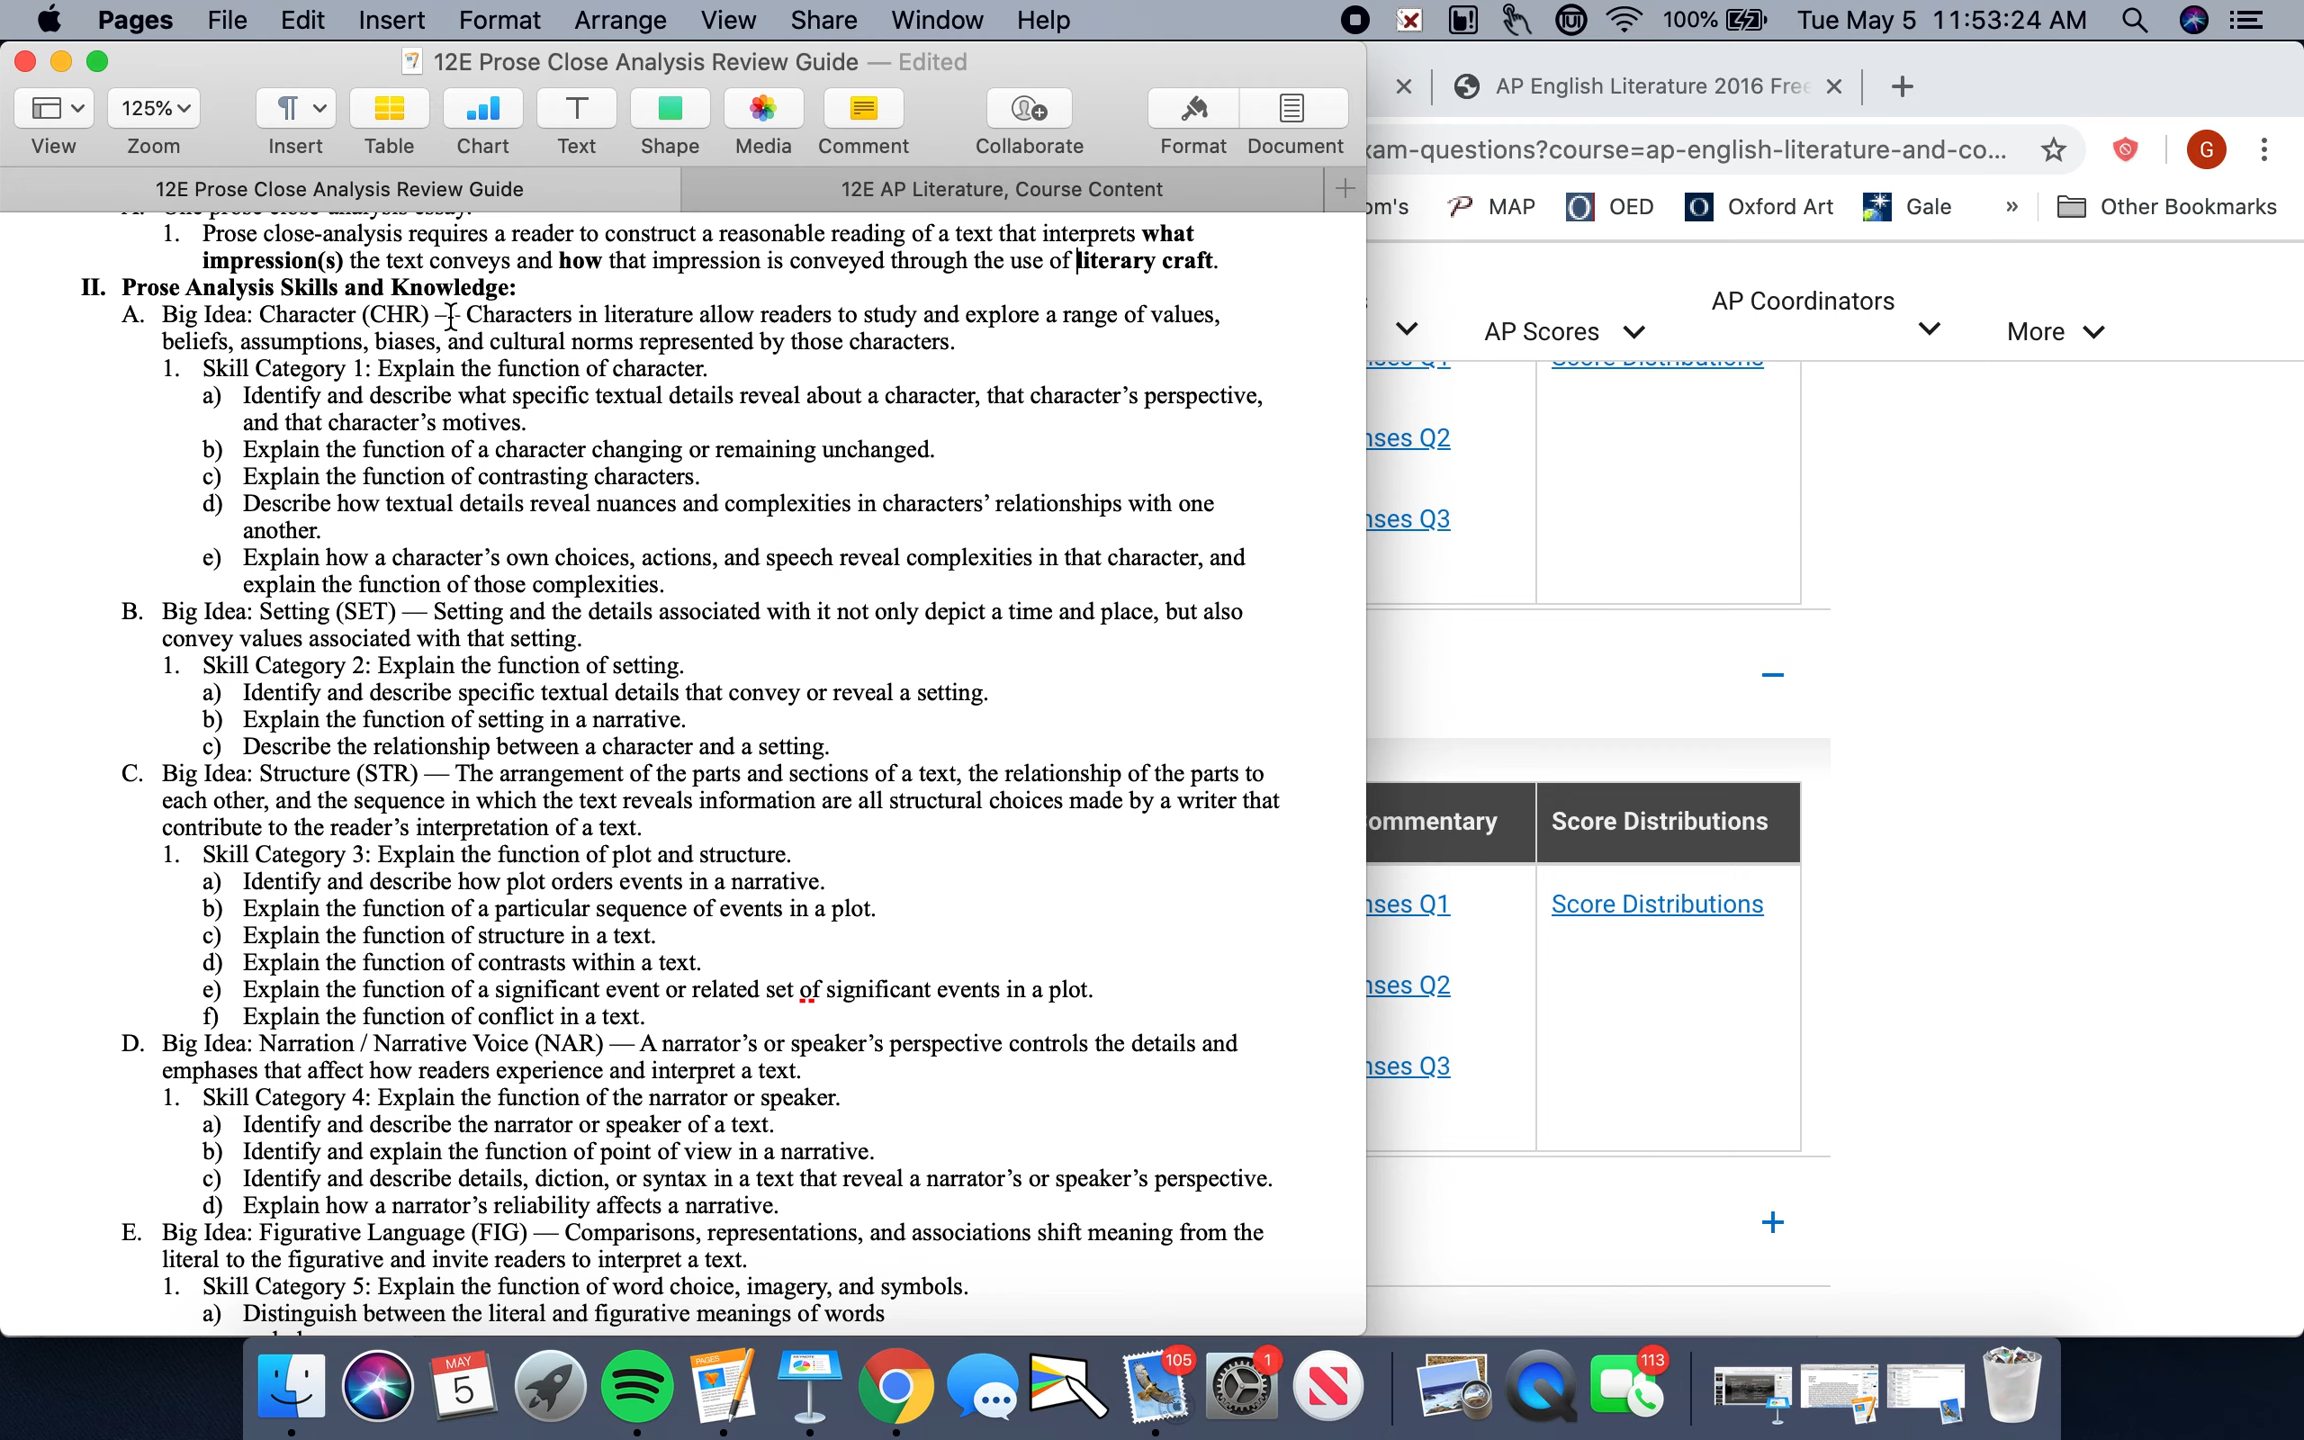 Pages File Edit Insert Format Arrange View Share Window Help 100% Tue May 5 11:53:24 AM
12E Prose Close Analysis Review Guide — Edited
AP English Literature 2016 Free
125%
View Zoom Insert Table Chart Text Shape Media Comment Collaborate Format Document
xam-questions?course=ap-english-literature-and-co...
G
12E Prose Close Analysis Review Guide
12E AP Literature, Course Content
om's MAP OED Oxford Art Gale » Other Bookmarks
A. One prose close analysis essay.
1. Prose close-analysis requires a reader to construct a reasonable reading of a text that interprets what
impression(s) the text conveys and how that impression is conveyed through the use of literary craft.
II. Prose Analysis Skills and Knowledge:
A. Big Idea: Character (CHR) — Characters in literature allow readers to study and explore a range of values,
beliefs, assumptions, biases, and cultural norms represented by those characters.
1. Skill Category 1: Explain the function of character.
a) Identify and describe what specific textual details reveal about a character, that character’s perspective,
and that character’s motives.
b) Explain the function of a character changing or remaining unchanged.
c) Explain the function of contrasting characters.
d) Describe how textual details reveal nuances and complexities in characters’ relationships with one
another.
e) Explain how a character’s own choices, actions, and speech reveal complexities in that character, and
explain the function of those complexities.
B. Big Idea: Setting (SET) — Setting and the details associated with it not only depict a time and place, but also
convey values associated with that setting.
1. Skill Category 2: Explain the function of setting.
a) Identify and describe specific textual details that convey or reveal a setting.
b) Explain the function of setting in a narrative.
c) Describe the relationship between a character and a setting.
C. Big Idea: Structure (STR) — The arrangement of the parts and sections of a text, the relationship of the parts to
each other, and the sequence in which the text reveals information are all structural choices made by a writer that
contribute to the reader’s interpretation of a text.
1. Skill Category 3: Explain the function of plot and structure.
a) Identify and describe how plot orders events in a narrative.
b) Explain the function of a particular sequence of events in a plot.
c) Explain the function of structure in a text.
d) Explain the function of contrasts within a text.
e) Explain the function of a significant event or related set of significant events in a plot.
f) Explain the function of conflict in a text.
D. Big Idea: Narration / Narrative Voice (NAR) — A narrator’s or speaker’s perspective controls the details and
emphases that affect how readers experience and interpret a text.
1. Skill Category 4: Explain the function of the narrator or speaker.
a) Identify and describe the narrator or speaker of a text.
b) Identify and explain the function of point of view in a narrative.
c) Identify and describe details, diction, or syntax in a text that reveal a narrator’s or speaker’s perspective.
d) Explain how a narrator’s reliability affects a narrative.
E. Big Idea: Figurative Language (FIG) — Comparisons, representations, and associations shift meaning from the
literal to the figurative and invite readers to interpret a text.
1. Skill Category 5: Explain the function of word choice, imagery, and symbols.
a) Distinguish between the literal and figurative meanings of words
AP Coordinators
AP Scores More
Score Distributions
nses Q2
nses Q3
ommentary Score Distributions
nses Q1 Score Distributions
nses Q2
nses Q3
MAY
5
PAGES
105
1
113